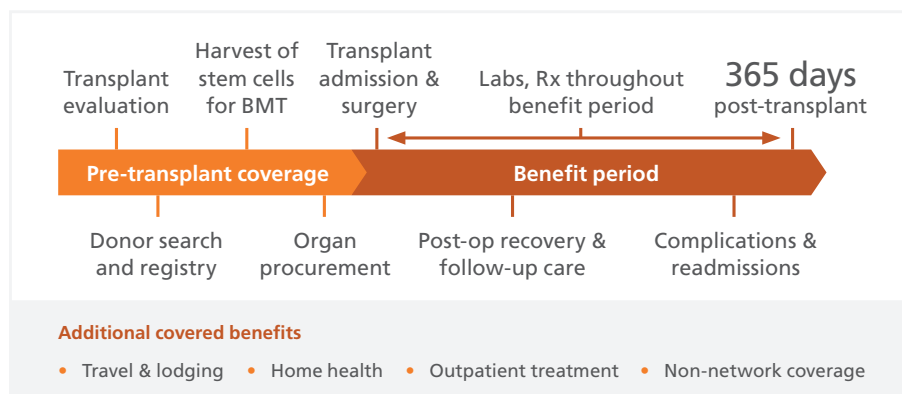 Transplant
evaluation
Harvest of
stem cells
for BMT
Transplant
admission &
surgery
Labs, Rx throughout
benefit period
365 days
post-transplant
Pre-transplant coverage
Benefit period
Donor search
and registry
Organ
procurement
Post-op recovery &
follow-up care
Complications &
readmissions
Additional covered benefits
• Travel & lodging • Home health • Outpatient treatment • Non-network coverage